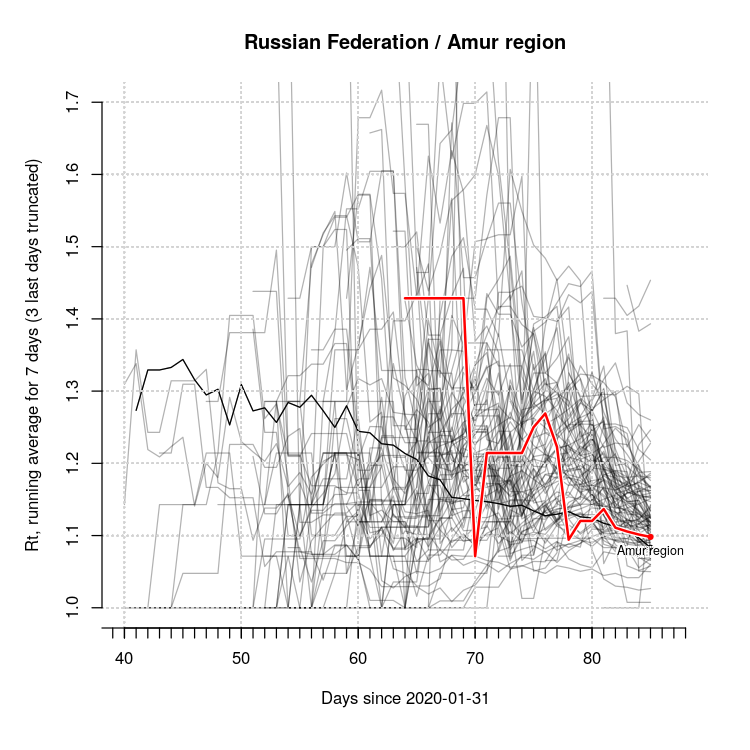 Russian Federation / Amur region
Rt, running average for 7 days (3 last days truncated)
1.7
1.6
1.5
1.4
1.3
1.2
1.1
1.0
Amur region
40 50 60 70 80
Days since 2020-01-31